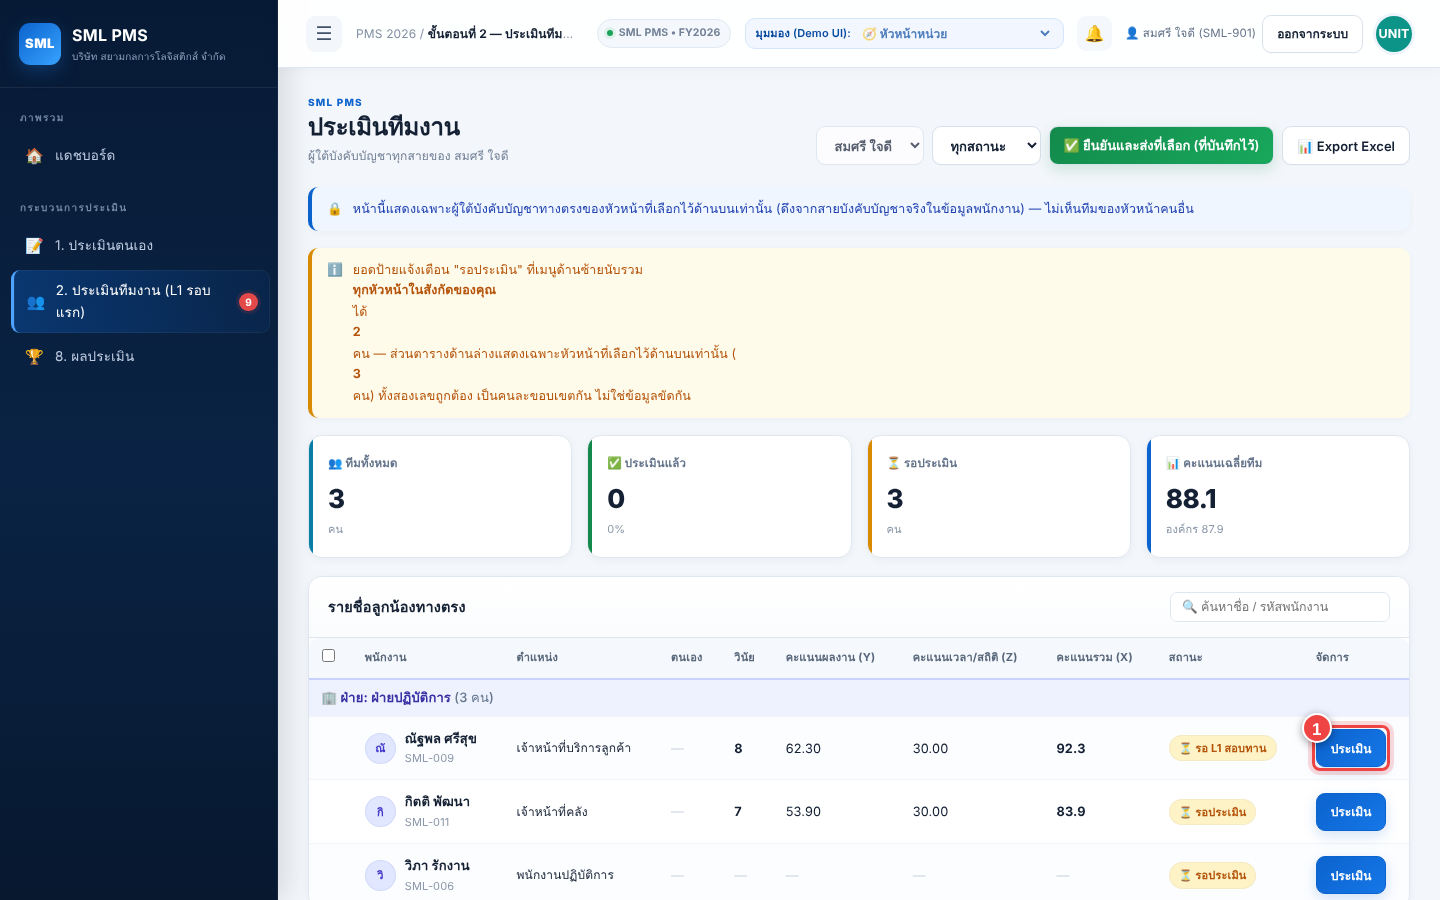 SML
SML PMS
บริษัท สยามกลการโลจิสติกส์ จำกัด
ภาพรวม
แดชบอร์ด
กระบวนการประเมิน
1. ประเมินตนเอง
2. ประเมินทีมงาน (L1 รอบ
แรก)
9
8. ผลประเมิน
PMS 2026 / ขั้นตอนที่ 2 — ประเมินทีม...
SML PMS • FY2026
มุมมอง (Demo UI): 🧭 หัวหน้าหน่วย
สมศรี ใจดี (SML-901)
ออกจากระบบ
UNIT
SML PMS
ประเมินทีมงาน
ผู้ใต้บังคับบัญชาทุกสายของ สมศรี ใจดี
สมศรี ใจดี
ทุกสถานะ
✅ ยืนยันและส่งที่เลือก (ที่บันทึกไว้)
📊 Export Excel
🔒 หน้านี้แสดงเฉพาะผู้ใต้บังคับบัญชาทางตรงของหัวหน้าที่เลือกไว้ด้านบนเท่านั้น (ดึงจากสายบังคับบัญชาจริงในข้อมูลพนักงาน) — ไม่เห็นทีมของหัวหน้าคนอื่น
ℹ️ ยอดป้ายแจ้งเตือน "รอประเมิน" ที่เมนูด้านซ้ายนับรวม
ทุกหัวหน้าในสังกัดของคุณ
ได้
2
คน — ส่วนตารางด้านล่างแสดงเฉพาะหัวหน้าที่เลือกไว้ด้านบนเท่านั้น (
3
คน) ทั้งสองเลขถูกต้อง เป็นคนละขอบเขตกัน ไม่ใช่ข้อมูลขัดกัน
👥 ทีมทั้งหมด
3
คน
✅ ประเมินแล้ว
0
0%
⏳ รอประเมิน
3
คน
📊 คะแนนเฉลี่ยทีม
88.1
องค์กร 87.9
รายชื่อลูกน้องทางตรง
🔍 ค้นหาชื่อ / รหัสพนักงาน
พนักงาน ตำแหน่ง ตนเอง วินัย คะแนนผลงาน (Y) คะแนนเวลา/สถิติ (Z) คะแนนรวม (X) สถานะ จัดการ
🏢 ฝ่าย: ฝ่ายปฏิบัติการ (3 คน)
1
ณั ณัฐพล ศรีสุข เจ้าหน้าที่บริการลูกค้า — 8 62.30 30.00 92.3 ⏳ รอ L1 สอบทาน ประเมิน
SML-009
กิ กิตติ พัฒนา เจ้าหน้าที่คลัง — 7 53.90 30.00 83.9 ⏳ รอประเมิน ประเมิน
SML-011
วิ วิภา รักงาน พนักงานปฏิบัติการ — — — — — ⏳ รอประเมิน ประเมิน
SML-006